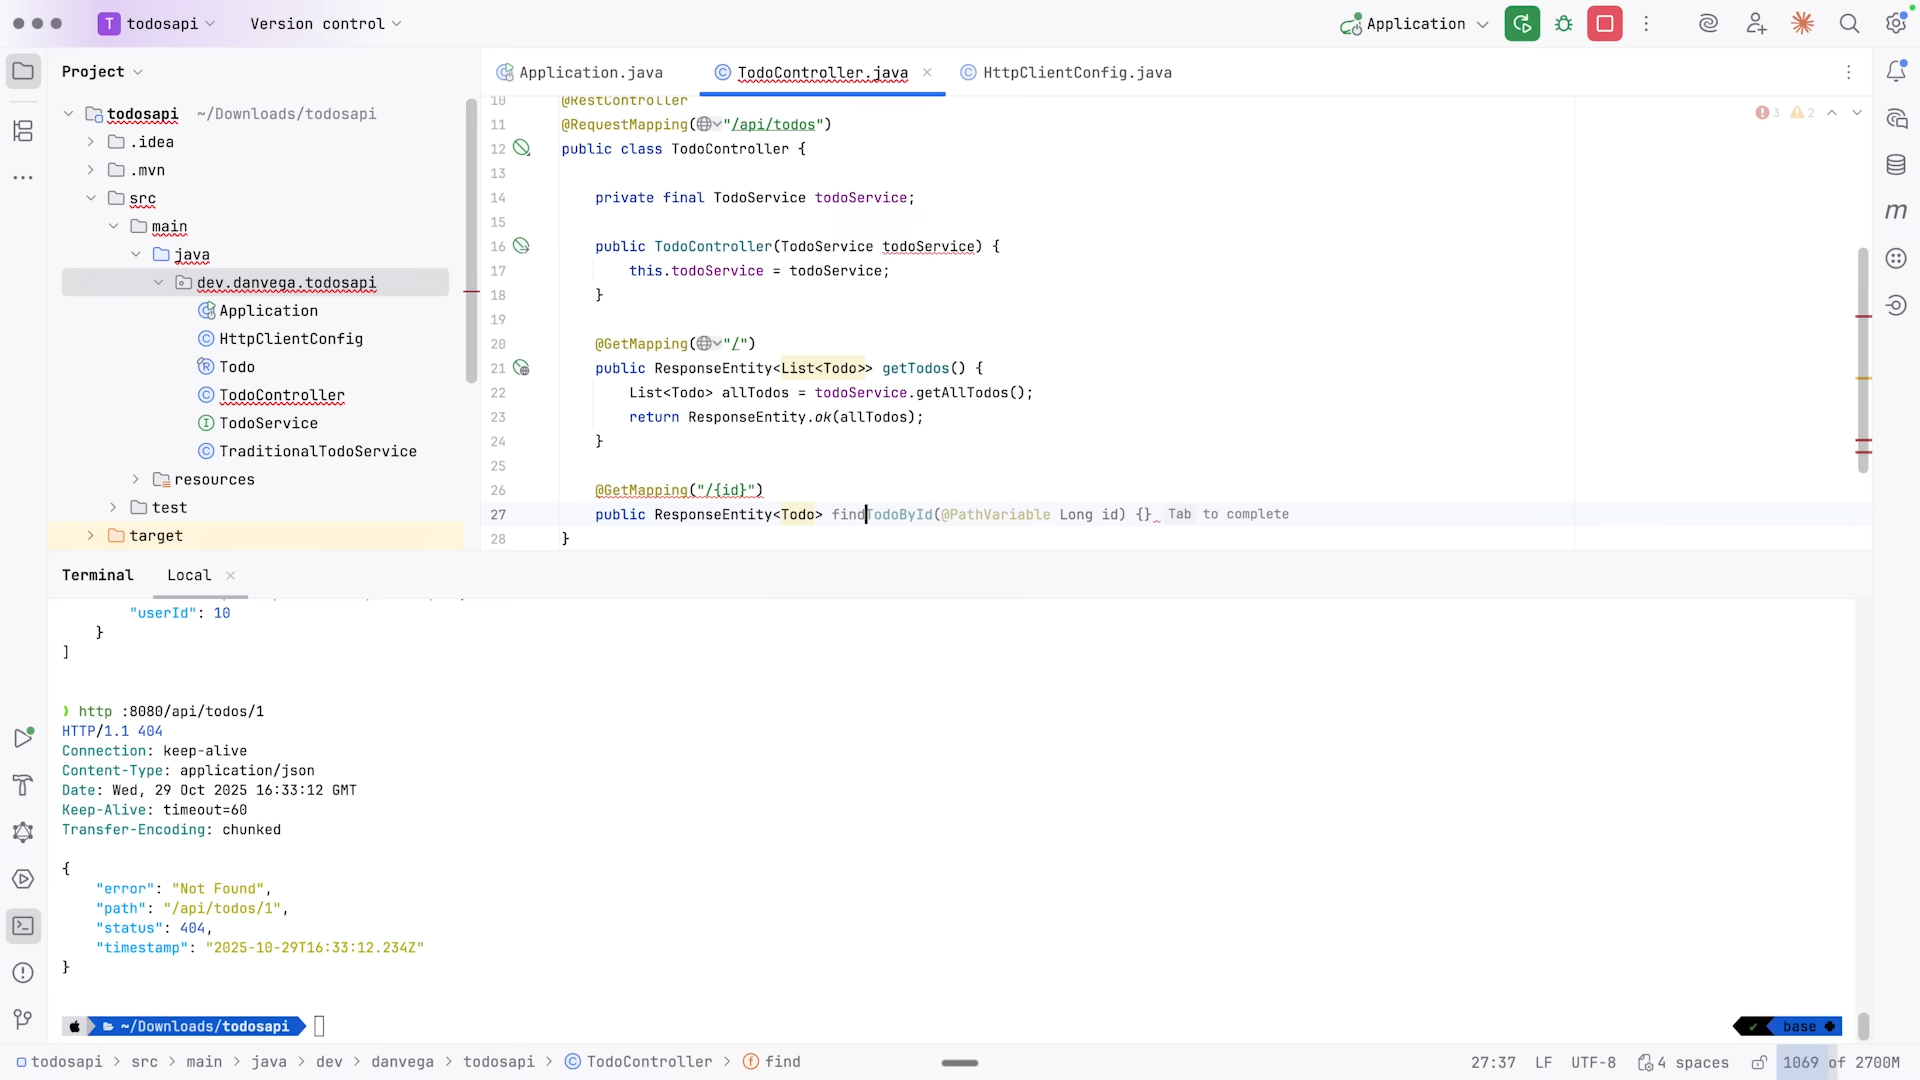 T todosapi Version control Application
Project
todosapi ~/Downloads/todosapi
.idea
.mvn
src
main
java
dev.danvega.todosapi
Application
HttpClientConfig
Todo
TodoController
TodoService
TraditionalTodoService
resources
test
target
Application.java TodoController.java HttpClientConfig.java
3 2
10 @RestController
11 @RequestMapping("/api/todos")
12 public class TodoController {
13
14 private final TodoService todoService;
15
16 public TodoController(TodoService todoService) {
17 this.todoService = todoService;
18 }
19
20 @GetMapping("/")
21 public ResponseEntity<List<Todo>> getTodos() {
22 List<Todo> allTodos = todoService.getAllTodos();
23 return ResponseEntity.ok(allTodos);
24 }
25
26 @GetMapping("/{id}")
27 public ResponseEntity<Todo> findTodoById(@PathVariable Long id) {} Tab to complete
28 }
Terminal Local
"userId": 10
}
]
❯ http :8080/api/todos/1
HTTP/1.1 404
Connection: keep-alive
Content-Type: application/json
Date: Wed, 29 Oct 2025 16:33:12 GMT
Keep-Alive: timeout=60
Transfer-Encoding: chunked
{
"error": "Not Found",
"path": "/api/todos/1",
"status": 404,
"timestamp": "2025-10-29T16:33:12.234Z"
}
~/Downloads/todosapi base
todosapi > src > main > java > dev > danvega > todosapi > TodoController > find 27:37 LF UTF-8 4 spaces 1069 of 2700M